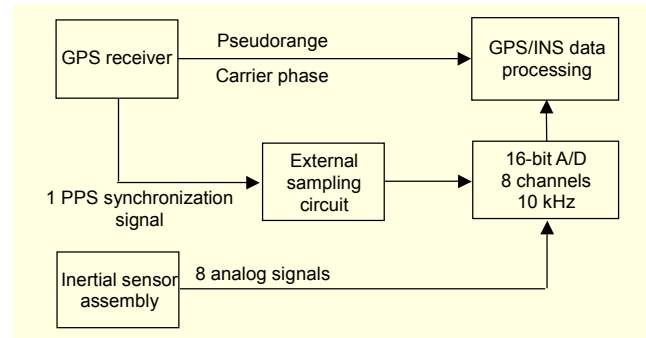 GPS receiver
Pseudorange
Carrier phase
GPS/INS data
processing
1 PPS synchronization
signal
External
sampling
circuit
16-bit A/D
8 channels
10 kHz
Inertial sensor
assembly
8 analog signals